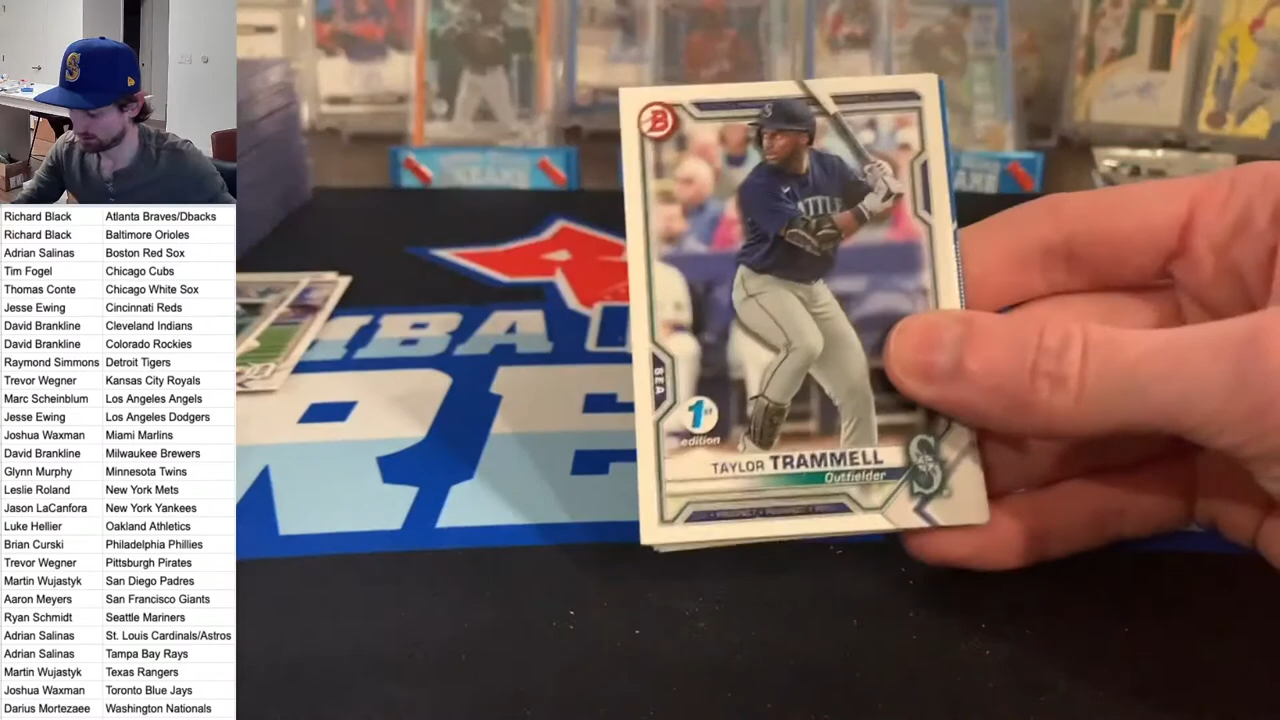 Richard Black Atlanta Braves/Dbacks
Richard Black Baltimore Orioles
Adrian Salinas Boston Red Sox
Tim Fogel Chicago Cubs
Thomas Conte Chicago White Sox
Jesse Ewing Cincinnati Reds
David Brankline Cleveland Indians
David Brankline Colorado Rockies
Raymond Simmons Detroit Tigers
Trevor Wegner Kansas City Royals
Marc Scheinblum Los Angeles Angels
Jesse Ewing Los Angeles Dodgers
Joshua Waxman Miami Marlins
David Brankline Milwaukee Brewers
Glynn Murphy Minnesota Twins
Leslie Roland New York Mets
Jason LaCanfora New York Yankees
Luke Hellier Oakland Athletics
Brian Curski Philadelphia Phillies
Trevor Wegner Pittsburgh Pirates
Martin Wujastyk San Diego Padres
Aaron Meyers San Francisco Giants
Ryan Schmidt Seattle Mariners
Adrian Salinas St. Louis Cardinals/Astros
Adrian Salinas Tampa Bay Rays
Martin Wujastyk Texas Rangers
Joshua Waxman Toronto Blue Jays
Darius Mortezaee Washington Nationals
S
B
S
ATTLE
SEA
1st
edition
TAYLOR TRAMMELL
Outfielder
S
MBA
RE